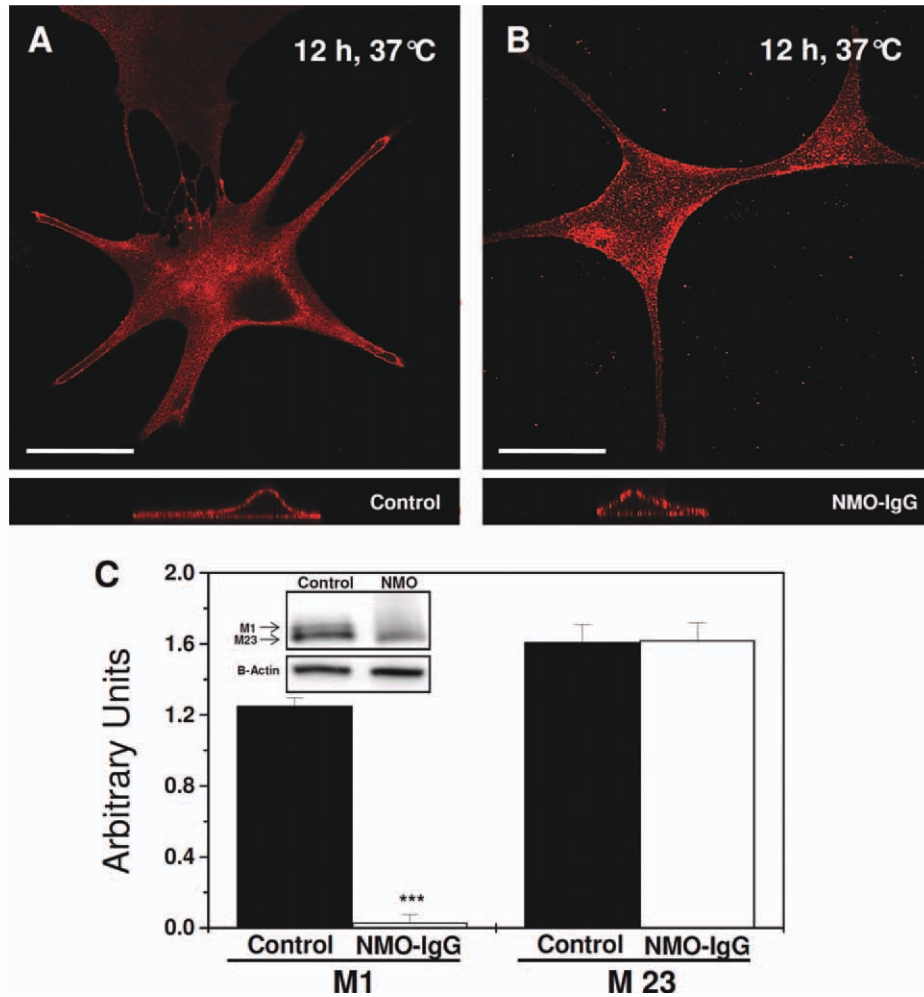 A
12 h, 37°C
B
12 h, 37°C
Control
NMO-IgG
C
2.0
1.6
1.2
0.8
0.4
0.0
Arbitrary Units
Control NMO
M1
M23
B-Actin
***
Control NMO-IgG Control NMO-IgG
M1 M 23